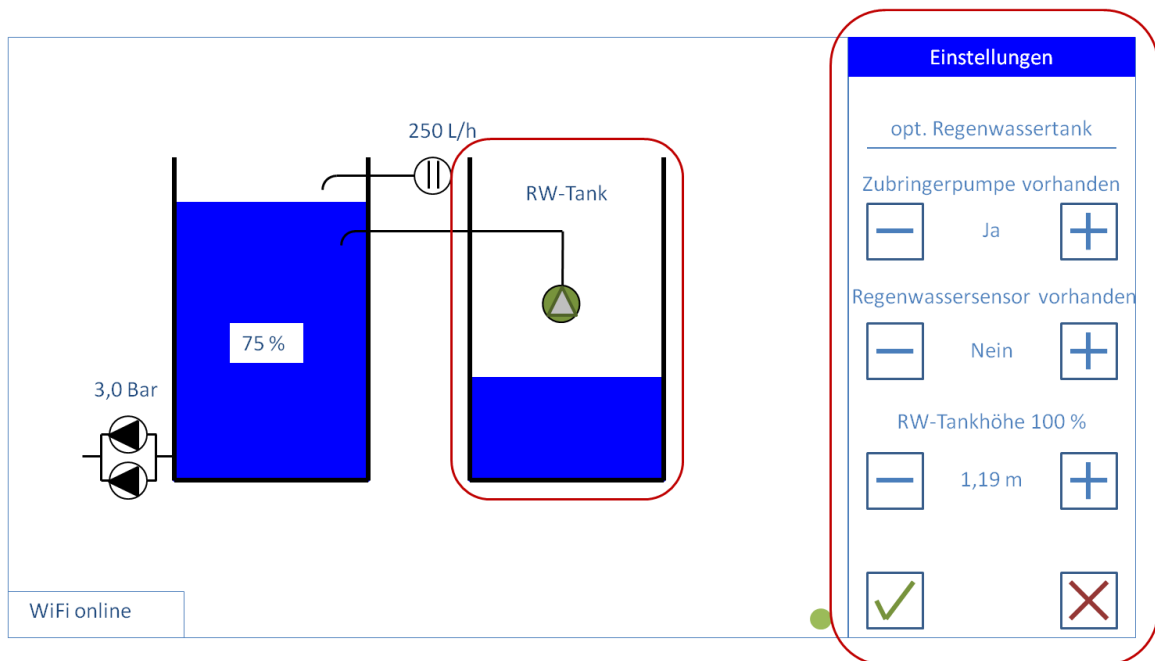 250 L/h
RW-Tank
75 %
3,0 Bar
WiFi online
Einstellungen
opt. Regenwassertank
Zubringerpumpe vorhanden
Ja
Regenwassersensor vorhanden
Nein
RW-Tankhöhe 100 %
1,19 m